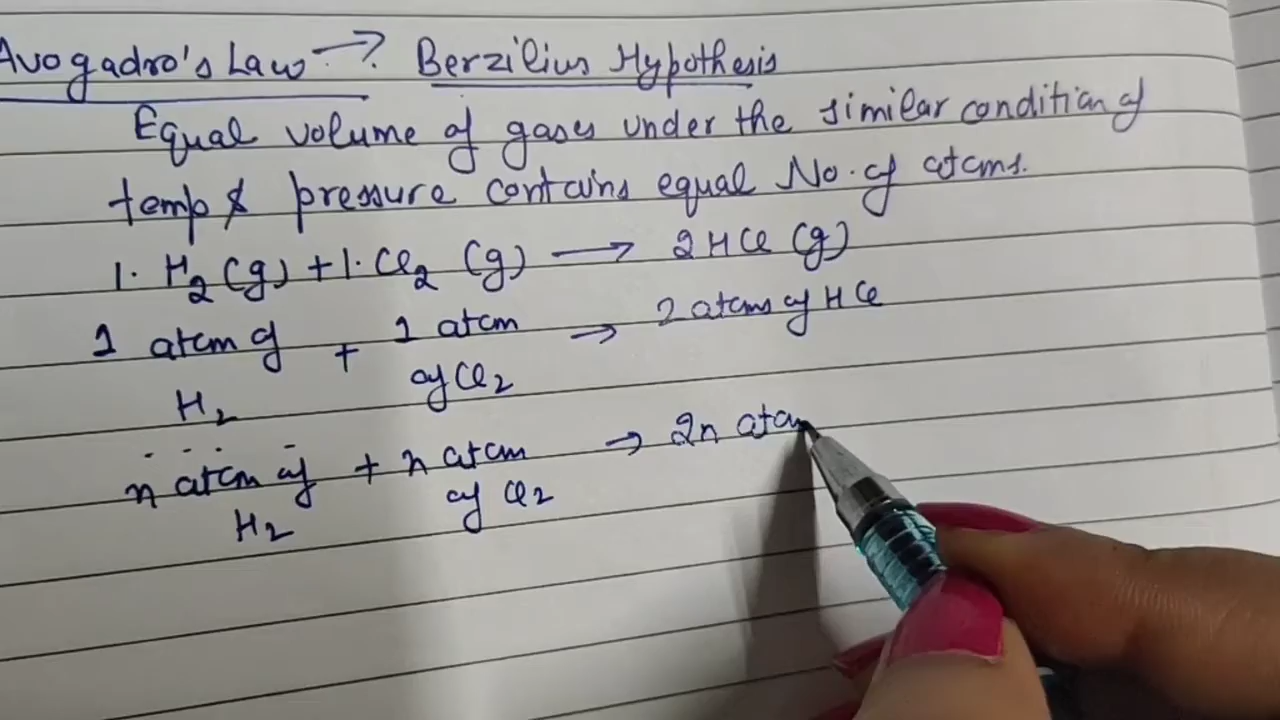 Avogadro's Law → ? Berzilius Hypothesis
Equal volume of gases under the similar condition of
temp & pressure contains equal No. of atoms.
1. H2 (g) + 1. Cl2 (g) → 2 HCl (g)
1 atom of H2 + 1 atom of Cl2 → 2 atoms of HCl
n atom of H2 + n atom of Cl2 → 2n atom